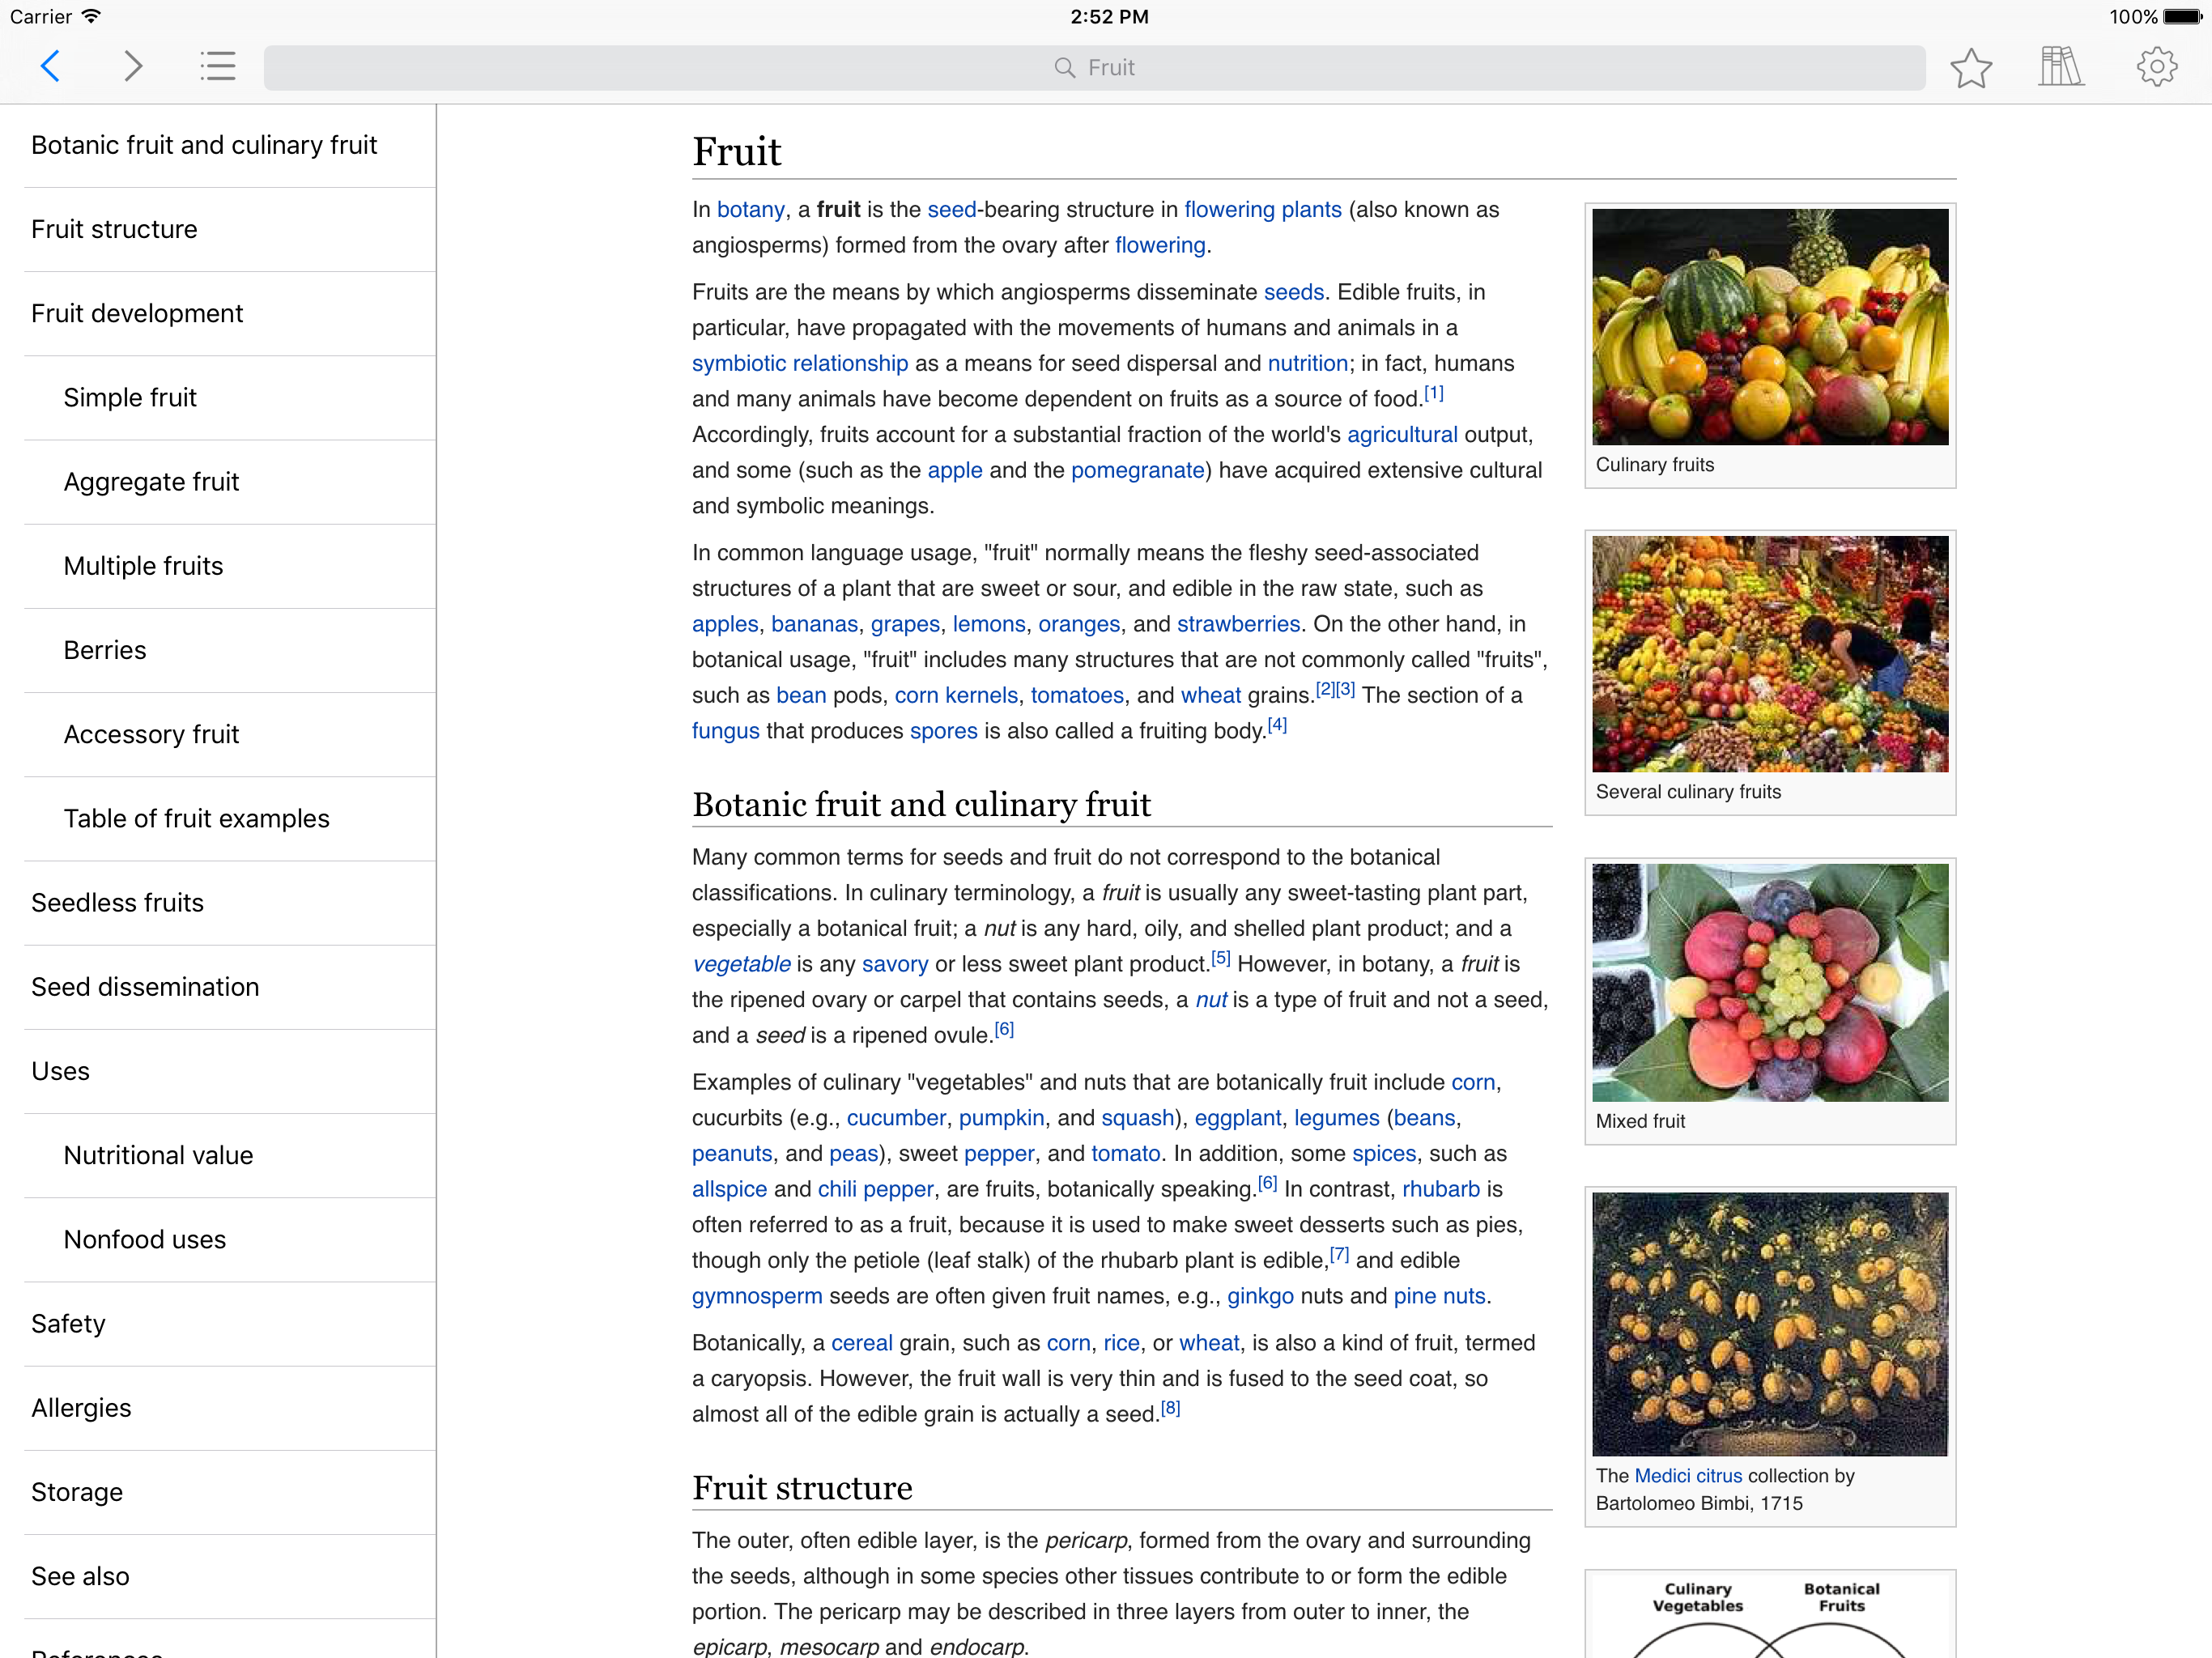 Carrier
2:52 PM
100%
Fruit
Botanic fruit and culinary fruit
Fruit structure
Fruit development
Simple fruit
Aggregate fruit
Multiple fruits
Berries
Accessory fruit
Table of fruit examples
Seedless fruits
Seed dissemination
Uses
Nutritional value
Nonfood uses
Safety
Allergies
Storage
See also
References
Fruit
In botany, a fruit is the seed-bearing structure in flowering plants (also known as
angiosperms) formed from the ovary after flowering.
Fruits are the means by which angiosperms disseminate seeds. Edible fruits, in
particular, have propagated with the movements of humans and animals in a
symbiotic relationship as a means for seed dispersal and nutrition; in fact, humans
and many animals have become dependent on fruits as a source of food.[1]
Accordingly, fruits account for a substantial fraction of the world's agricultural output,
and some (such as the apple and the pomegranate) have acquired extensive cultural
and symbolic meanings.
In common language usage, "fruit" normally means the fleshy seed-associated
structures of a plant that are sweet or sour, and edible in the raw state, such as
apples, bananas, grapes, lemons, oranges, and strawberries. On the other hand, in
botanical usage, "fruit" includes many structures that are not commonly called "fruits",
such as bean pods, corn kernels, tomatoes, and wheat grains.[2][3] The section of a
fungus that produces spores is also called a fruiting body.[4]
Botanic fruit and culinary fruit
Many common terms for seeds and fruit do not correspond to the botanical
classifications. In culinary terminology, a fruit is usually any sweet-tasting plant part,
especially a botanical fruit; a nut is any hard, oily, and shelled plant product; and a
vegetable is any savory or less sweet plant product.[5] However, in botany, a fruit is
the ripened ovary or carpel that contains seeds, a nut is a type of fruit and not a seed,
and a seed is a ripened ovule.[6]
Examples of culinary "vegetables" and nuts that are botanically fruit include corn,
cucurbits (e.g., cucumber, pumpkin, and squash), eggplant, legumes (beans,
peanuts, and peas), sweet pepper, and tomato. In addition, some spices, such as
allspice and chili pepper, are fruits, botanically speaking.[6] In contrast, rhubarb is
often referred to as a fruit, because it is used to make sweet desserts such as pies,
though only the petiole (leaf stalk) of the rhubarb plant is edible,[7] and edible
gymnosperm seeds are often given fruit names, e.g., ginkgo nuts and pine nuts.
Botanically, a cereal grain, such as corn, rice, or wheat, is also a kind of fruit, termed
a caryopsis. However, the fruit wall is very thin and is fused to the seed coat, so
almost all of the edible grain is actually a seed.[8]
Fruit structure
The outer, often edible layer, is the pericarp, formed from the ovary and surrounding
the seeds, although in some species other tissues contribute to or form the edible
portion. The pericarp may be described in three layers from outer to inner, the
epicarp, mesocarp and endocarp.
Culinary fruits
Several culinary fruits
Mixed fruit
The Medici citrus collection by
Bartolomeo Bimbi, 1715
Culinary
Vegetables
Botanical
Fruits